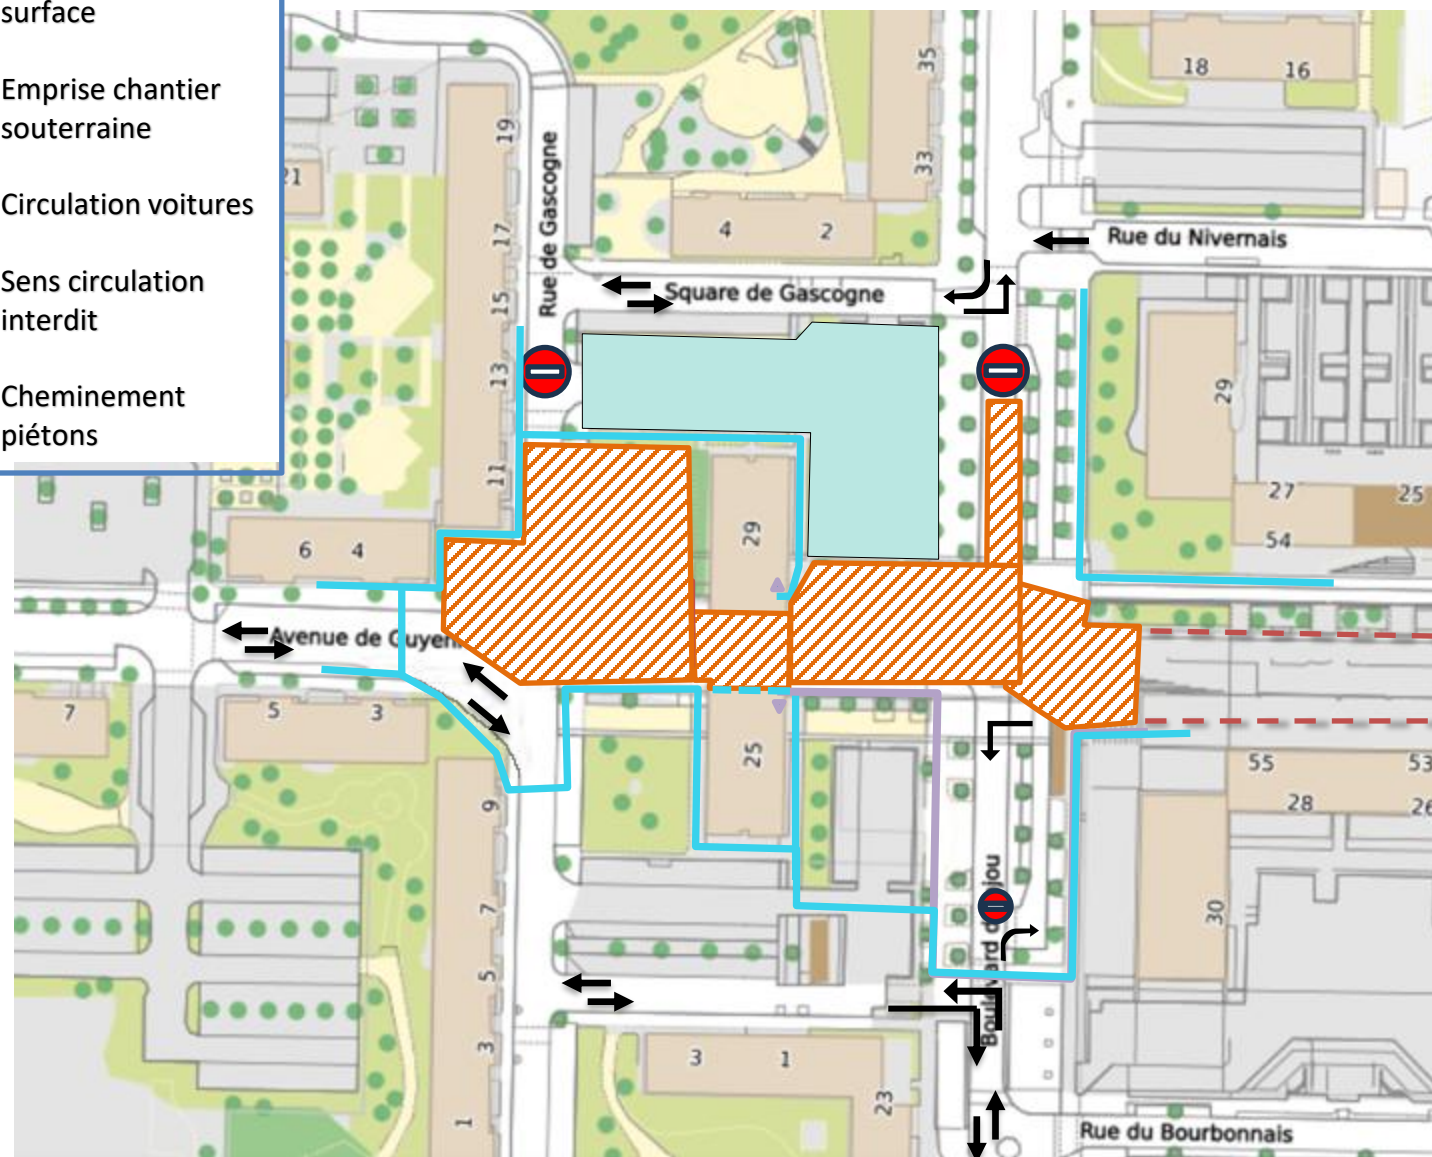 surface
Emprise chantier
souterraine
Circulation voitures
Sens circulation
interdit
Cheminement
piétons
35
18
16
19
33
21
Rue de Gascogne
17
4
2
Rue du Nivernais
15
Square de Gascogne
13
29
11
27
25
29
54
6
4
Avenue de Guyen
7
5
3
25
55
53
28
26
9
7
30
5
Boulevard d jou
3
3
1
23
1
Rue du Bourbonnais